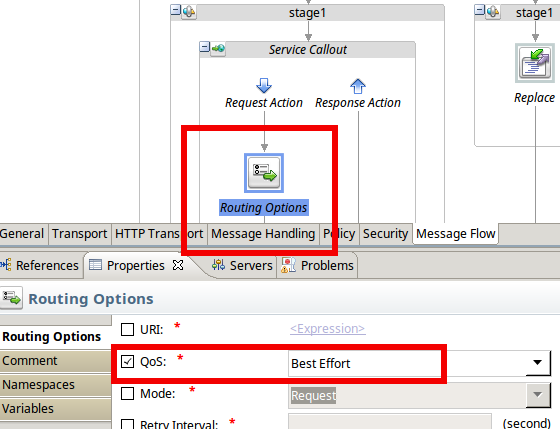 stage1
stage1
Service Callout
Request Action
Response Action
Replace
Routing Options
General
Transport
HTTP Transport
Message Handling
Policy
Security
Message Flow
References
Properties
Servers
Problems
Routing Options
Routing Options
URI: *
<Expression>
Comment
QoS: *
Best Effort
Namespaces
Mode: *
Request
Variables
Retry Interval: *
(second)